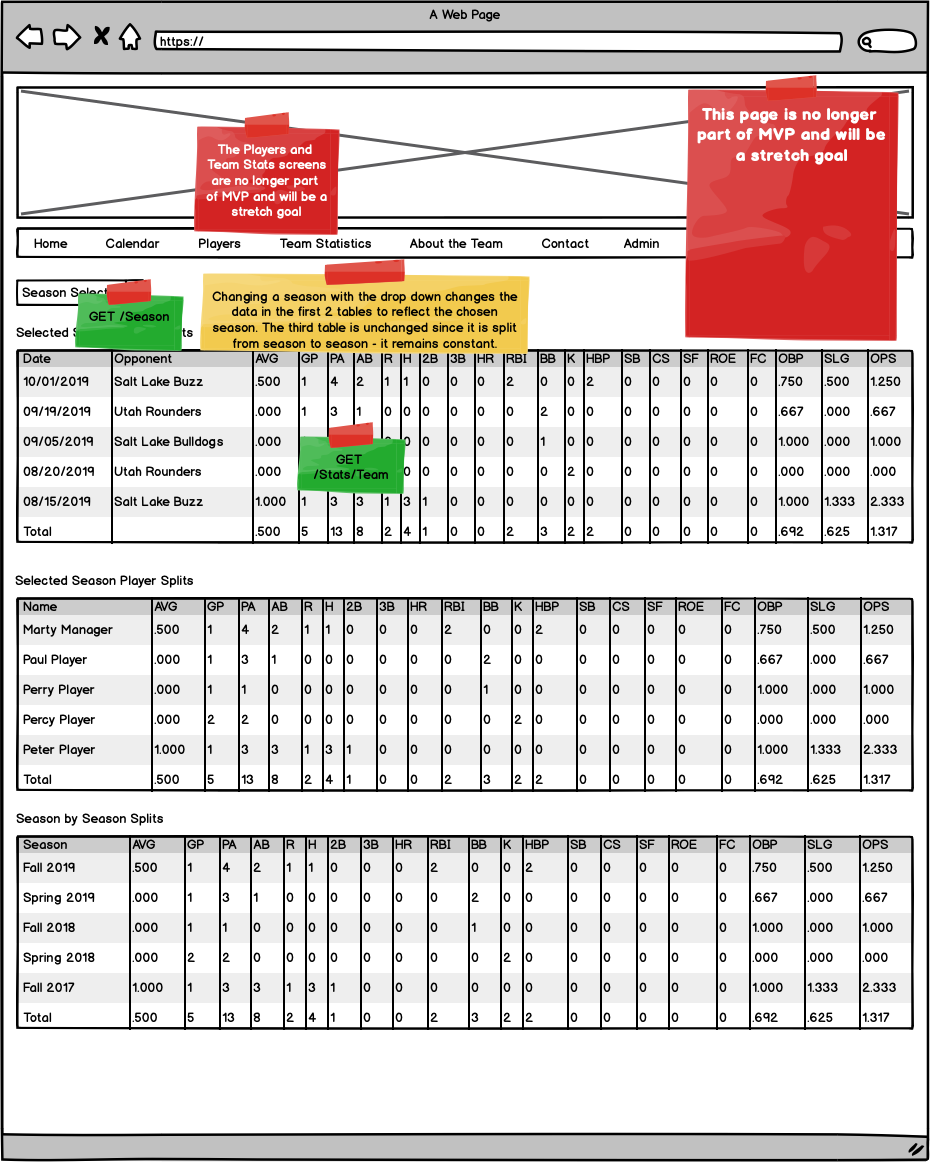 A Web Page
https://
This page is no longer
part of MVP and will be
a stretch goal
The Players and
Team Stats screens
are no longer part
of MVP and will be a
stretch goal
Home Calendar Players Team Statistics About the Team Contact Admin
Season Select
GET /Season
Changing a season with the drop down changes the
data in the first 2 tables to reflect the chosen
season. The third table is unchanged since it is split
from season to season - it remains constant.
Selected
Date Opponent AVG GP PA AB R H 2B 3B HR RBI BB K HBP SB CS SF ROE FC OBP SLG OPS
10/01/2019 Salt Lake Buzz .500 1 4 2 1 1 0 0 0 2 0 0 2 0 0 0 0 0 .750 .500 1.250
09/19/2019 Utah Rounders .000 1 3 1 0 0 0 0 0 0 2 0 0 0 0 0 0 0 .667 .000 .667
09/05/2019 Salt Lake Bulldogs .000 0 0 0 0 0 0 1 0 0 0 0 0 0 0 1.000 .000 1.000
08/20/2019 Utah Rounders .000 0 0 0 0 0 0 2 0 0 0 0 0 0 .000 .000 .000
GET
/Stats/Team
08/15/2019 Salt Lake Buzz 1.000 1 3 3 1 3 1 0 0 0 0 0 0 0 0 0 0 0 1.000 1.333 2.333
Total .500 5 13 8 2 4 1 0 0 2 3 2 2 0 0 0 0 0 .692 .625 1.317
Selected Season Player Splits
Name AVG GP PA AB R H 2B 3B HR RBI BB K HBP SB CS SF ROE FC OBP SLG OPS
Marty Manager .500 1 4 2 1 1 0 0 0 2 0 0 2 0 0 0 0 0 .750 .500 1.250
Paul Player .000 1 3 1 0 0 0 0 0 0 2 0 0 0 0 0 0 0 .667 .000 .667
Perry Player .000 1 1 0 0 0 0 0 0 0 1 0 0 0 0 0 0 0 1.000 .000 1.000
Percy Player .000 2 2 0 0 0 0 0 0 0 0 2 0 0 0 0 0 0 .000 .000 .000
Peter Player 1.000 1 3 3 1 3 1 0 0 0 0 0 0 0 0 0 0 0 1.000 1.333 2.333
Total .500 5 13 8 2 4 1 0 0 2 3 2 2 0 0 0 0 0 .692 .625 1.317
Season by Season Splits
Season AVG GP PA AB R H 2B 3B HR RBI BB K HBP SB CS SF ROE FC OBP SLG OPS
Fall 2019 .500 1 4 2 1 1 0 0 0 2 0 0 2 0 0 0 0 0 .750 .500 1.250
Spring 2019 .000 1 3 1 0 0 0 0 0 0 2 0 0 0 0 0 0 0 .667 .000 .667
Fall 2018 .000 1 1 0 0 0 0 0 0 0 1 0 0 0 0 0 0 0 1.000 .000 1.000
Spring 2018 .000 2 2 0 0 0 0 0 0 0 0 2 0 0 0 0 0 0 .000 .000 .000
Fall 2017 1.000 1 3 3 1 3 1 0 0 0 0 0 0 0 0 0 0 0 1.000 1.333 2.333
Total .500 5 13 8 2 4 1 0 0 2 3 2 2 0 0 0 0 0 .692 .625 1.317